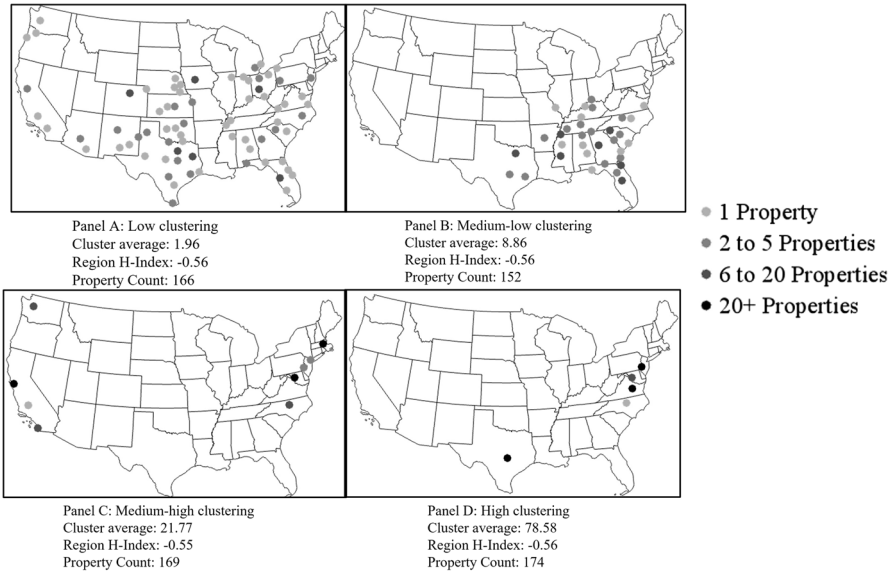 Panel A: Low clustering
Cluster average: 1.96
Region H-Index: -0.56
Property Count: 166
Panel B: Medium-low clustering
Cluster average: 8.86
Region H-Index: -0.56
Property Count: 152
1 Property
2 to 5 Properties
6 to 20 Properties
20+ Properties
Panel C: Medium-high clustering
Cluster average: 21.77
Region H-Index: -0.55
Property Count: 169
Panel D: High clustering
Cluster average: 78.58
Region H-Index: -0.56
Property Count: 174